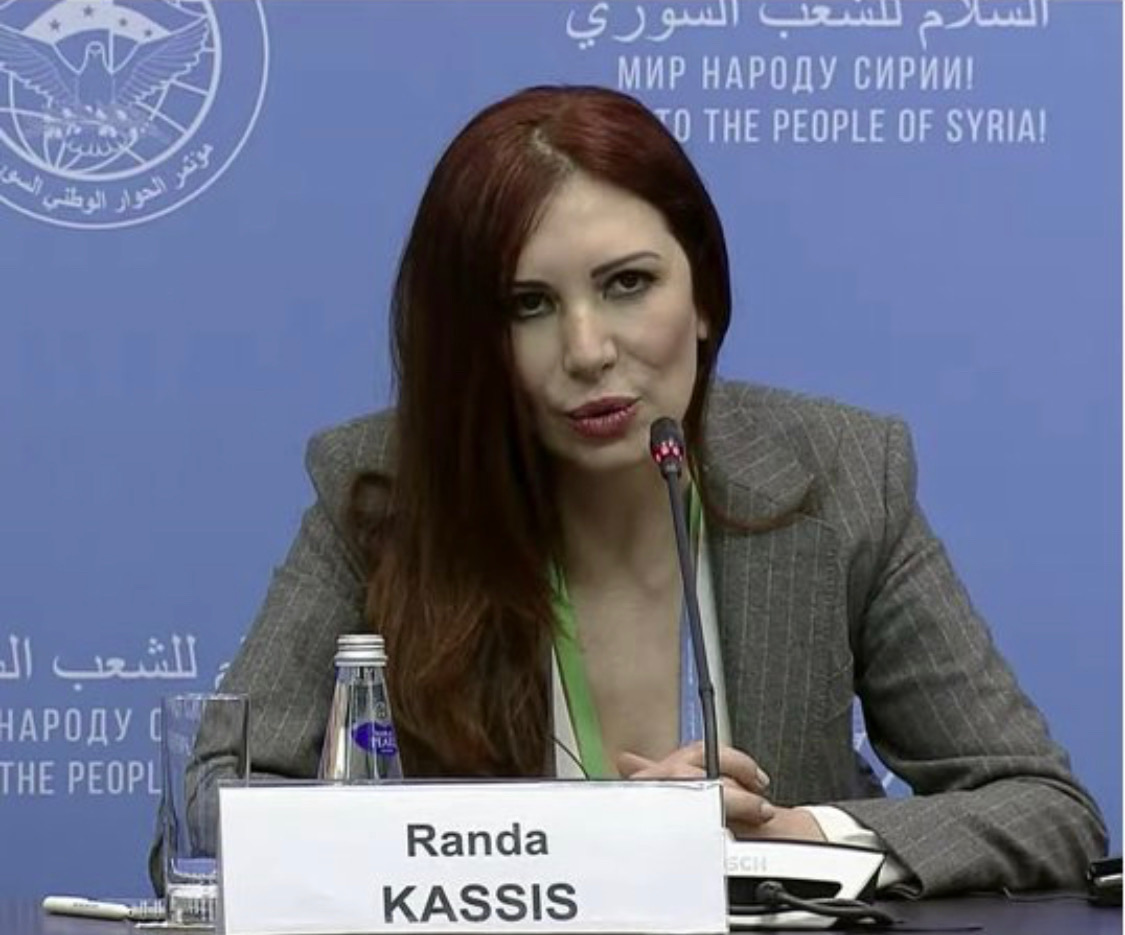 السلام للشعب السوري
МИР НАРОДУ СИРИИ!
TO THE PEOPLE OF SYRIA!
مؤتمر الحوار الوطني
للشعب
НАРОДУ
THE PEOPL
Randa
KASSIS